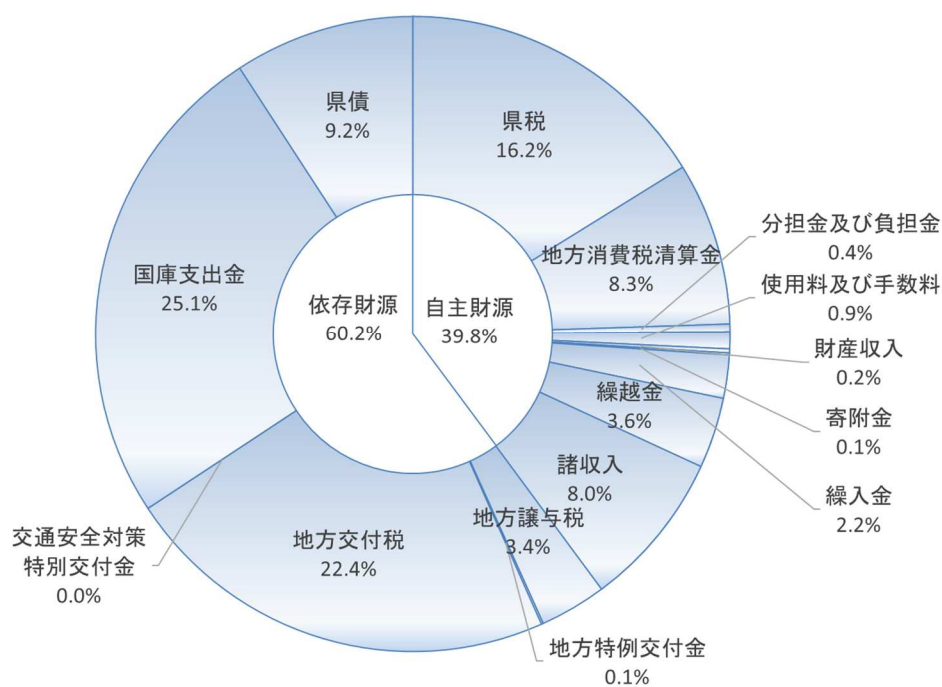 県債
9.2%
県税
16.2%
分担金及び負担金
0.4%
地方消費税清算金
8.3%
使用料及び手数料
0.9%
国庫支出金
25.1%
依存財源
60.2%
自主財源
39.8%
財産収入
0.2%
繰越金
3.6%
寄附金
0.1%
諸収入
8.0%
繰入金
2.2%
地方譲与税
3.4%
地方交付税
22.4%
交通安全対策
特別交付金
0.0%
地方特例交付金
0.1%